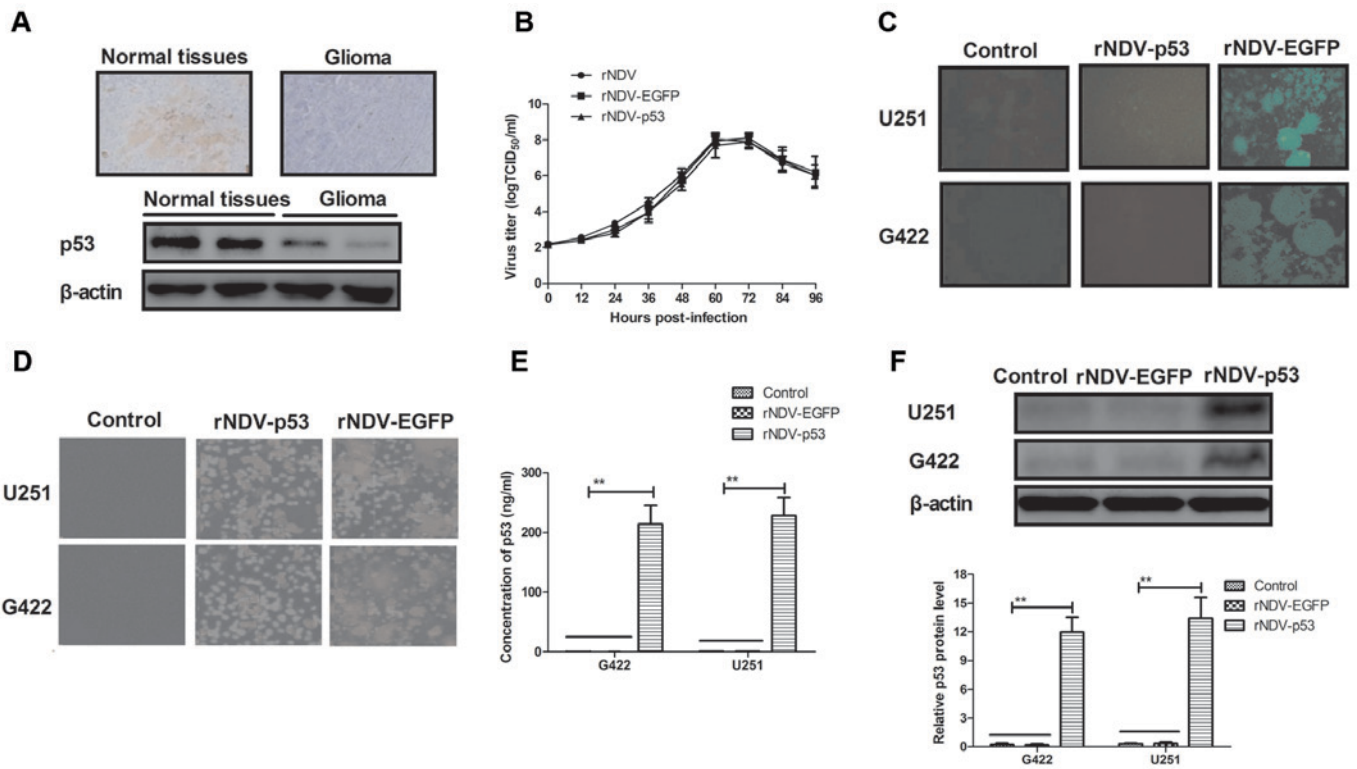 A
Normal tissues Glioma
Normal tissues Glioma
p53
β-actin
B
rNDV
rNDV-EGFP
rNDV-p53
Virus titer (logTCID50/ml)
10
8
6
4
2
0
0 12 24 36 48 60 72 84 96
Hours post-infection
C
Control rNDV-p53 rNDV-EGFP
U251
G422
D
Control rNDV-p53 rNDV-EGFP
U251
G422
E
Control
rNDV-EGFP
rNDV-p53
Concentration of p53 (ng/ml)
300
200
100
0
** **
G422 U251
F
Control rNDV-EGFP rNDV-p53
U251
G422
β-actin
Control
rNDV-EGFP
rNDV-p53
Relative p53 protein level
18
15
12
9
6
3
0
** **
G422 U251